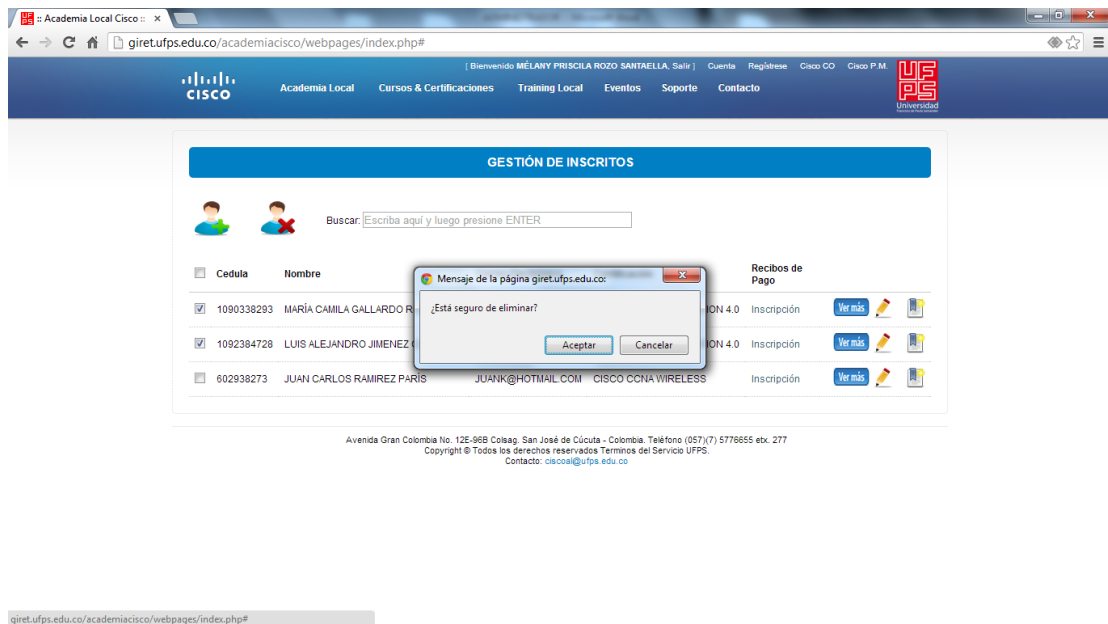 :: Academia Local Cisco ::
giret.ufps.edu.co/academiacisco/webpages/index.php#
[ Bienvenido MÉLANY PRISCILA ROZO SANTAELLA, Salir ] Cuenta Regístrese Cisco CO Cisco P.M.
CISCO
Academia Local Cursos & Certificaciones Training Local Eventos Soporte Contacto
UFPS
Universidad
GESTIÓN DE INSCRITOS
Buscar: Escriba aquí y luego presione ENTER
Cedula Nombre Recibos de
Pago
Mensaje de la página giret.ufps.edu.co:
¿Está seguro de eliminar?
Aceptar Cancelar
1090338293 MARÍA CAMILA GALLARDO R ION 4.0 Inscripción Ver más
1092384728 LUIS ALEJANDRO JIMENEZ ION 4.0 Inscripción Ver más
602938273 JUAN CARLOS RAMIREZ PARÍS JUANK@HOTMAIL.COM CISCO CCNA WIRELESS Inscripción Ver más
Avenida Gran Colombia No. 12E-96B Colsag. San José de Cúcuta - Colombia. Teléfono (057)(7) 5776655 etx. 277
Copyright © Todos los derechos reservados Terminos del Servicio UFPS.
Contacto: ciscoal@ufps.edu.co
giret.ufps.edu.co/academiacisco/webpages/index.php#